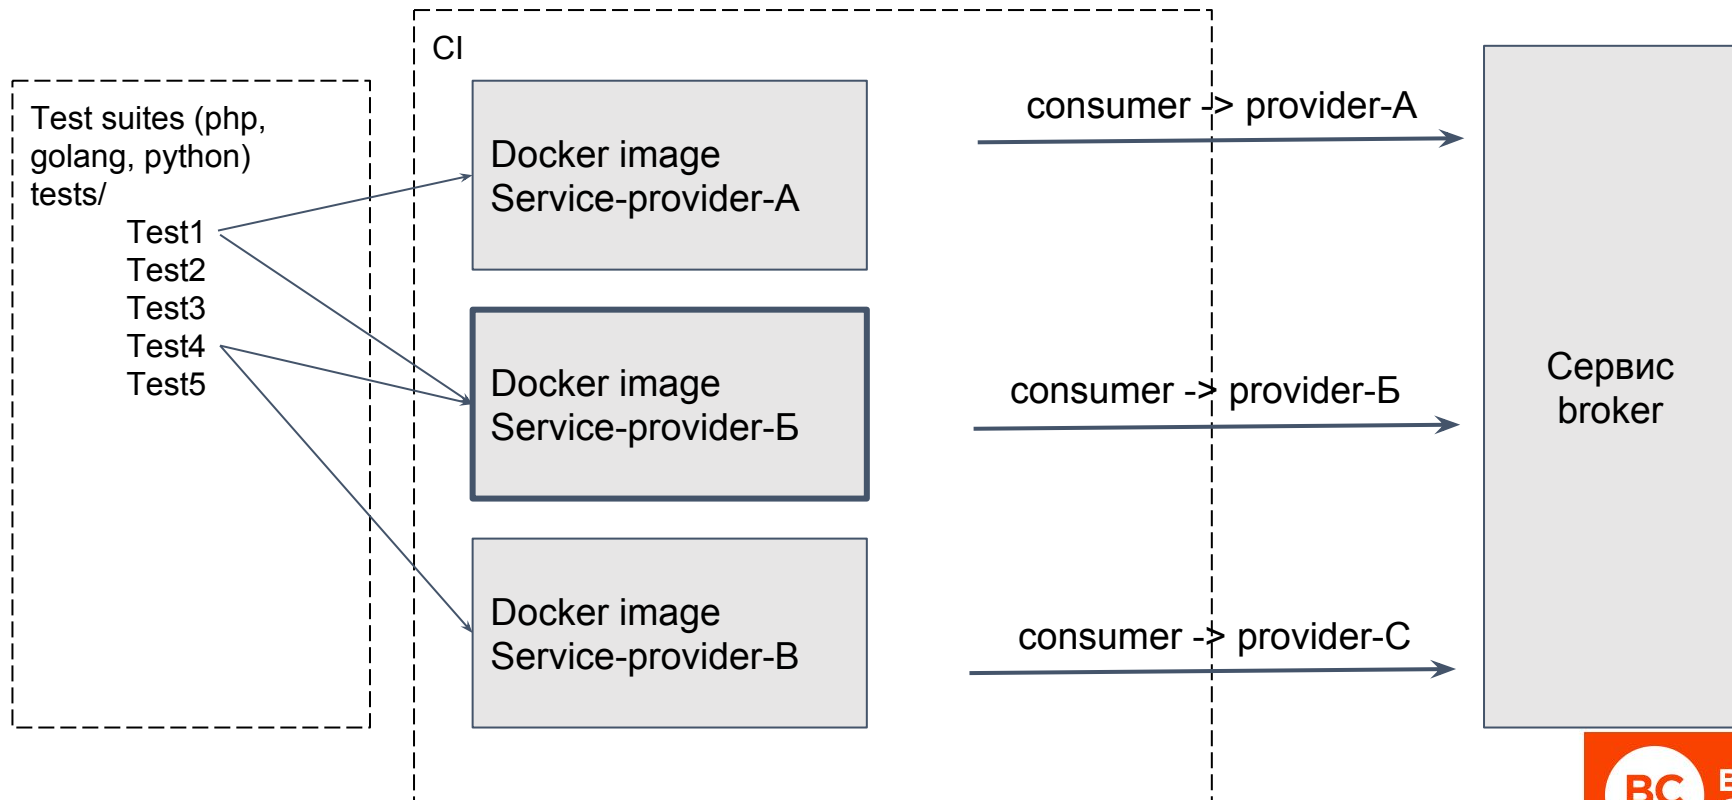 CI
Test suites (php,
golang, python)
tests/
Test1
Test2
Test3
Test4
Test5
Docker image
Service-provider-А
Docker image
Service-provider-Б
Docker image
Service-provider-В
consumer -> provider-А
consumer -> provider-Б
consumer -> provider-С
Сервис
broker
BC